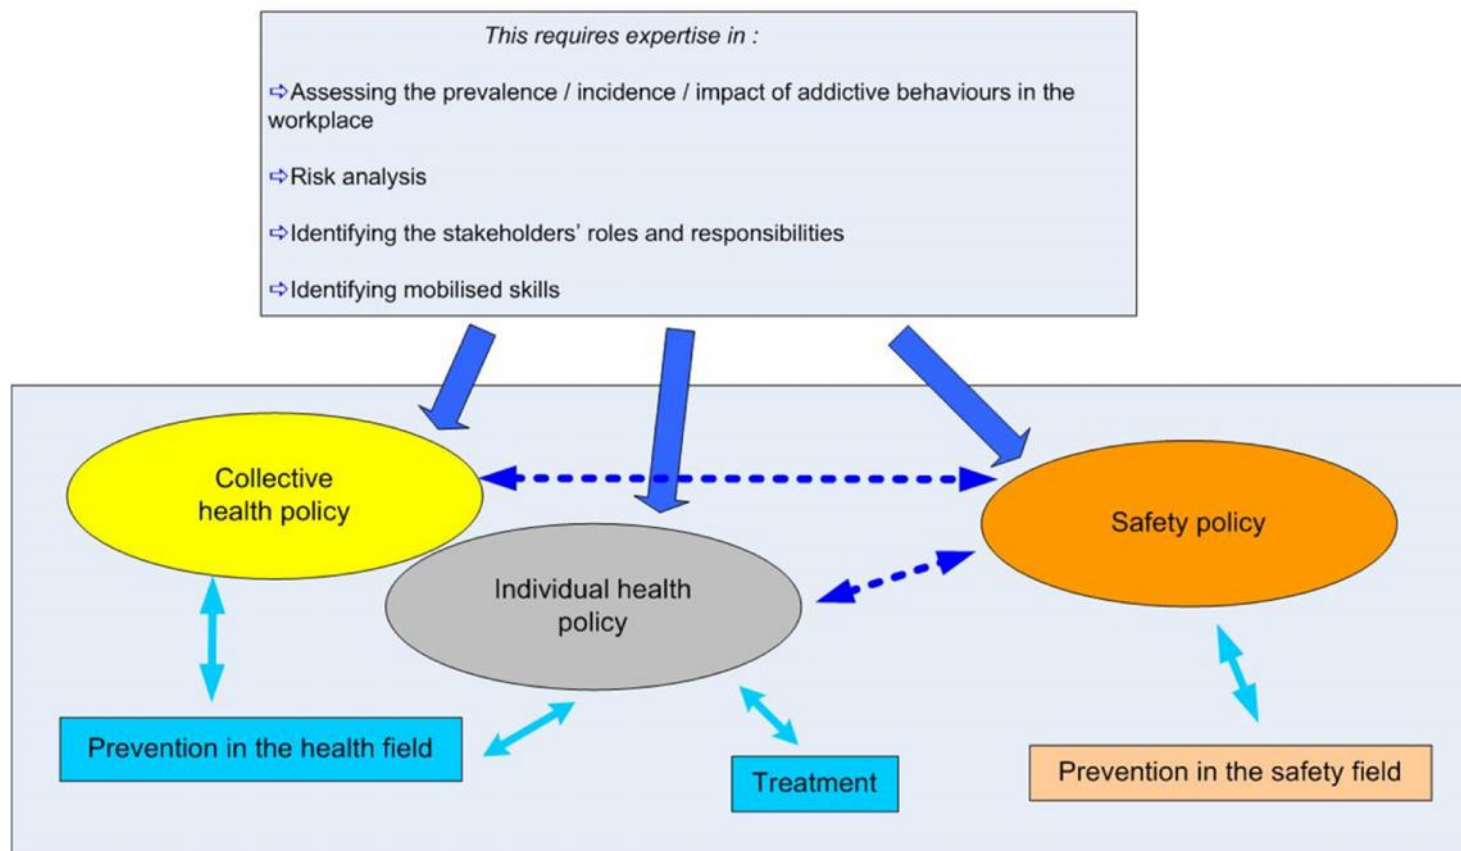 This requires expertise in :
⇨Assessing the prevalence / incidence / impact of addictive behaviours in the
workplace
⇨Risk analysis
⇨Identifying the stakeholders’ roles and responsibilities
⇨Identifying mobilised skills
Collective
health policy
Safety policy
Individual health
policy
Prevention in the health field
Treatment
Prevention in the safety field